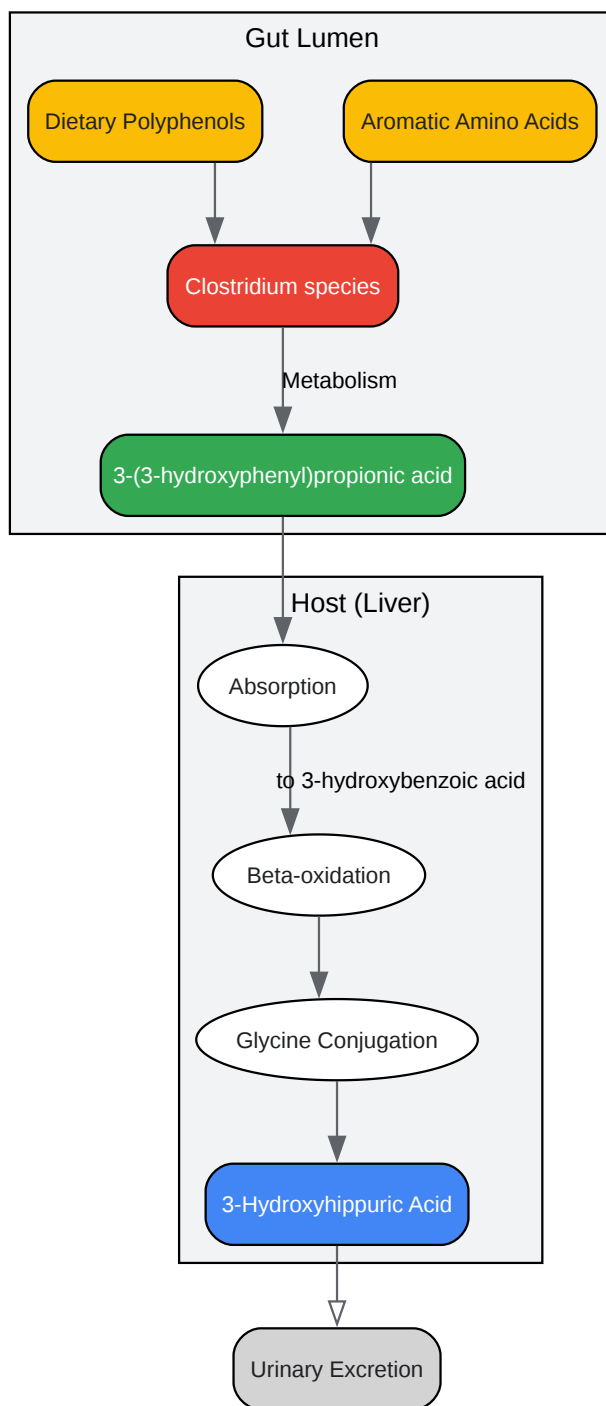 Gut Lumen
Dietary Polyphenols
Aromatic Amino Acids
Clostridium species
Metabolism
3-(3-hydroxyphenyl)propionic acid
Host (Liver)
Absorption
to 3-hydroxybenzoic acid
Beta-oxidation
Glycine Conjugation
3-Hydroxyhippuric Acid
Urinary Excretion